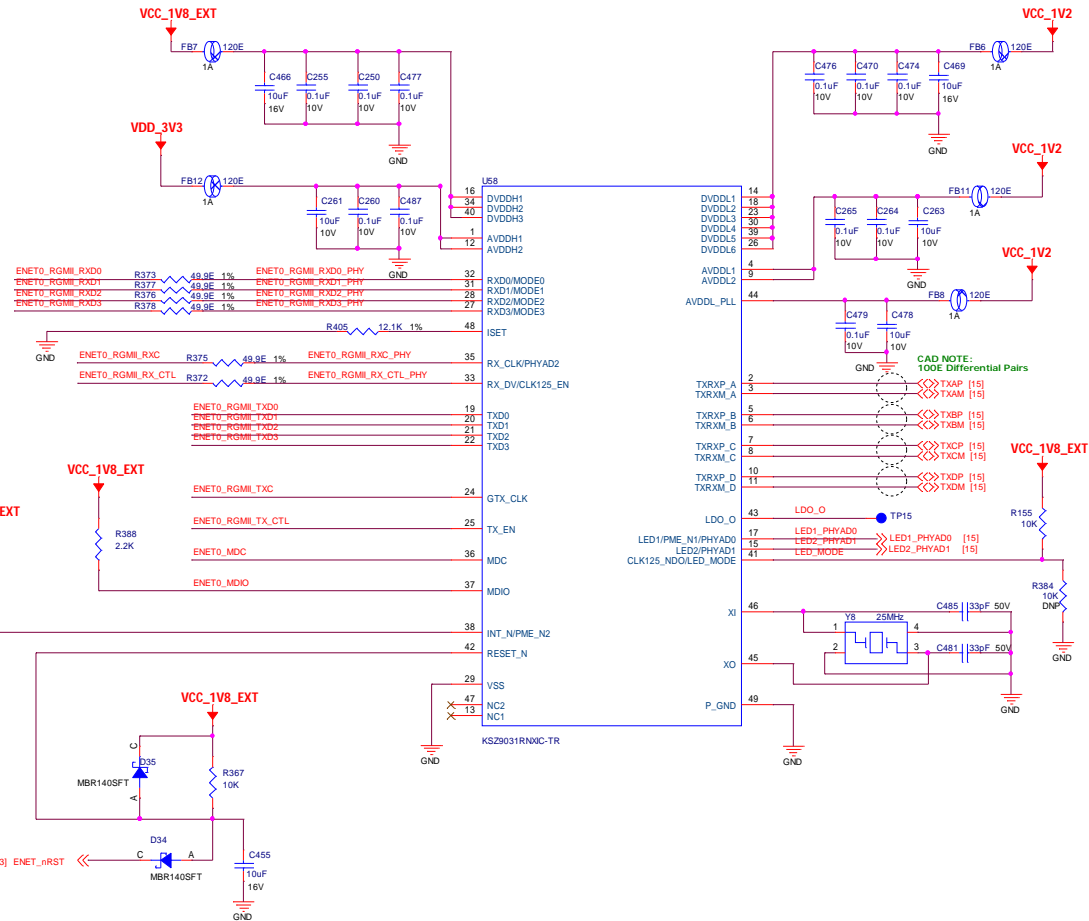 VCC_1V8_EXT
FB7 120E
1A
C466
10uF
16V
C255
0.1uF
10V
C250
0.1uF
10V
C477
0.1uF
10V
GND
VDD_3V3
FB12 120E
1A
C261
10uF
10V
C260
0.1uF
10V
C487
0.1uF
10V
GND
VCC_1V2
FB6 120E
1A
C476
0.1uF
10V
C470
0.1uF
10V
C474
0.1uF
10V
C469
10uF
16V
GND
VCC_1V2
FB11 120E
1A
C265
0.1uF
10V
C264
0.1uF
10V
C263
10uF
10V
GND
VCC_1V2
FB8 120E
1A
C479
0.1uF
10V
C478
10uF
10V
GND
CAD NOTE:
100E Differential Pairs
U58
16 DVDDH1
34 DVDDH2
40 DVDDH3
1 AVDDH1
12 AVDDH2
ENET0_RGMII_RXD0 R373 49.9E 1% ENET0_RGMII_RXD0_PHY 32 RXD0/MODE0
ENET0_RGMII_RXD1 R377 49.9E 1% ENET0_RGMII_RXD1_PHY 31 RXD1/MODE1
ENET0_RGMII_RXD2 R376 49.9E 1% ENET0_RGMII_RXD2_PHY 28 RXD2/MODE2
ENET0_RGMII_RXD3 R378 49.9E 1% ENET0_RGMII_RXD3_PHY 27 RXD3/MODE3
GND R405 12.1K 1% 48 ISET
ENET0_RGMII_RXC R375 49.9E 1% ENET0_RGMII_RXC_PHY 35 RX_CLK/PHYAD2
ENET0_RGMII_RX_CTL R372 49.9E 1% ENET0_RGMII_RX_CTL_PHY 33 RX_DV/CLK125_EN
ENET0_RGMII_TXD0 19 TXD0
ENET0_RGMII_TXD1 20 TXD1
ENET0_RGMII_TXD2 21 TXD2
ENET0_RGMII_TXD3 22 TXD3
VCC_1V8_EXT
EXT
R388
2.2K
ENET0_RGMII_TXC 24 GTX_CLK
ENET0_RGMII_TX_CTL 25 TX_EN
ENET0_MDC 36 MDC
ENET0_MDIO 37 MDIO
38 INT_N/PME_N2
42 RESET_N
29 VSS
47 NC2
13 NC1
GND
KSZ9031RNXIC-TR
DVDDL1 14
DVDDL2 18
DVDDL3 23
DVDDL4 30
DVDDL5 39
DVDDL6 26
AVDDL1 4
AVDDL2 9
AVDDL_PLL 44
TXRXP_A 2 TXAP [15]
TXRXM_A 3 TXAM [15]
TXRXP_B 5 TXBP [15]
TXRXM_B 6 TXBM [15]
TXRXP_C 7 TXCP [15]
TXRXM_C 8 TXCM [15]
TXRXP_D 10 TXDP [15]
TXRXM_D 11 TXDM [15]
LDO_O 43 LDO_O TP15
LED1/PME_N1/PHYAD0 17 LED1_PHYAD0 LED1_PHYAD0 [15]
LED2/PHYAD1 15 LED2_PHYAD1 LED2_PHYAD1 [15]
CLK125_NDO/LED_MODE 41 LED_MODE
VCC_1V8_EXT
R155
10K
R384
10K
DNP
GND
XI 46
C485 33pF 50V
Y8 25MHz
1 4
2 3
C481 33pF 50V
XO 45
GND
P_GND 49
GND
VCC_1V8_EXT
C
D35
MBR140SFT
A
R367
10K
D34
C A
MBR140SFT
3] ENET_nRST
C455
10uF
16V
GND